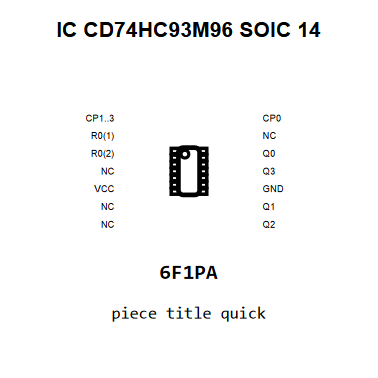 IC CD74HC93M96 SOIC 14
CP1..3 CP0
R0(1) NC
R0(2) Q0
NC Q3
VCC GND
NC Q1
NC Q2
6F1PA
piece title quick